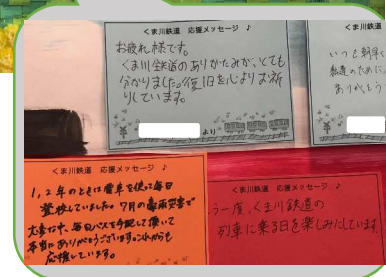 くま川鉄道 応援メッセージ ♪
お疲れ様です。
くま川鉄道のありがたみが、とても
分かりました。復旧を心よりお祈
りしています。
より
くま川鉄道
いつも朝早く
ありがとう
くま川鉄道 応援メッセージ ♪
1,2年のときは電車を使って毎日
登校していました。7月の豪雨災害で
大変な中、毎日バスを手配して頂いて
本当にありがとうございます。これからも
応援しています。
くま川鉄道 応援メッセージ ♪
う一度、くま川鉄道の
列車に乗る日を楽しみにしています